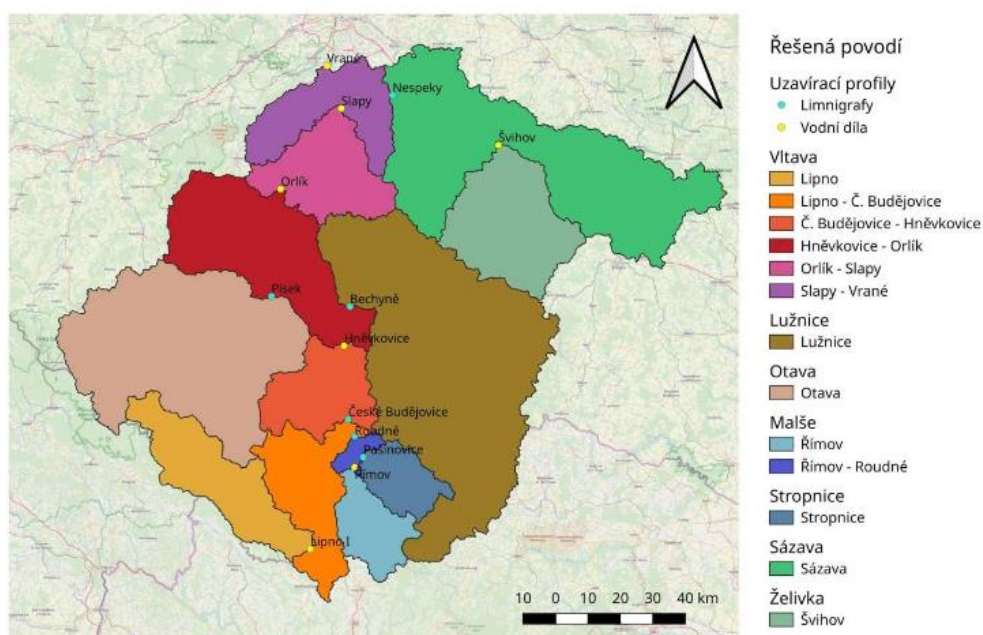 Vrané
Slapy
Nespeky
Švihov
Orlík
Písek
Bechyně
Hněvkovice
České Budějovice
Roudné
Pašinovice
Římov
Lipno I
10 0 10 20 30 40 km
Řešená povodí
Uzavírací profily
Limnigrafy
Vodní díla
Vltava
Lipno
Lipno - Č. Budějovice
Č. Budějovice - Hněvkovice
Hněvkovice - Orlík
Orlík - Slapy
Slapy - Vrané
Lužnice
Lužnice
Otava
Otava
Malše
Římov
Římov - Roudné
Stropnice
Stropnice
Sázava
Sázava
Želivka
Švihov